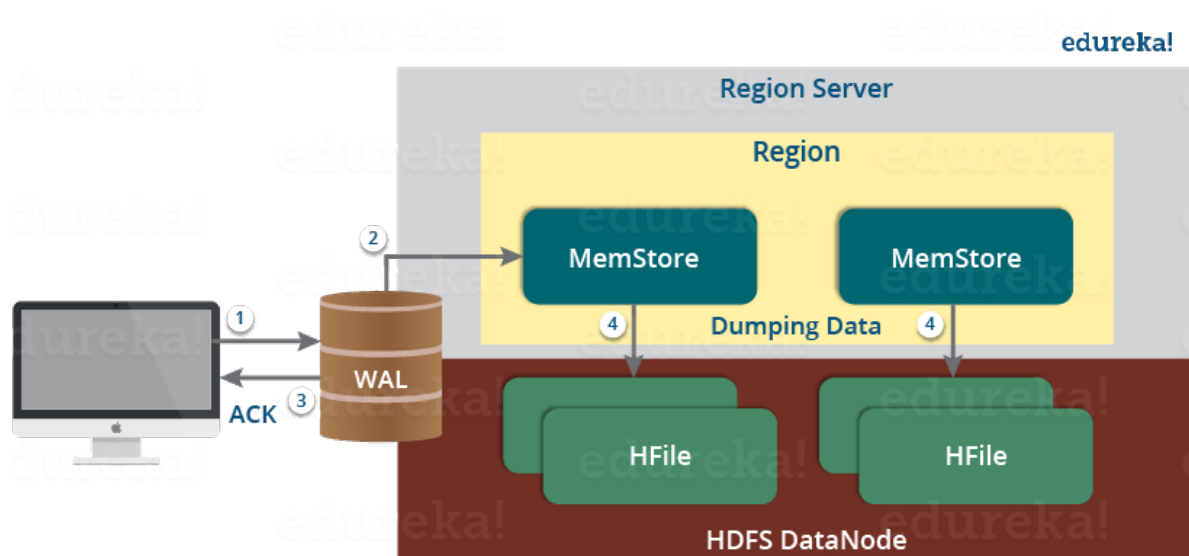 edureka!
Region Server
Region
2
MemStore
MemStore
1
4
Dumping Data
4
WAL
3
ACK
HFile
HFile
HDFS DataNode